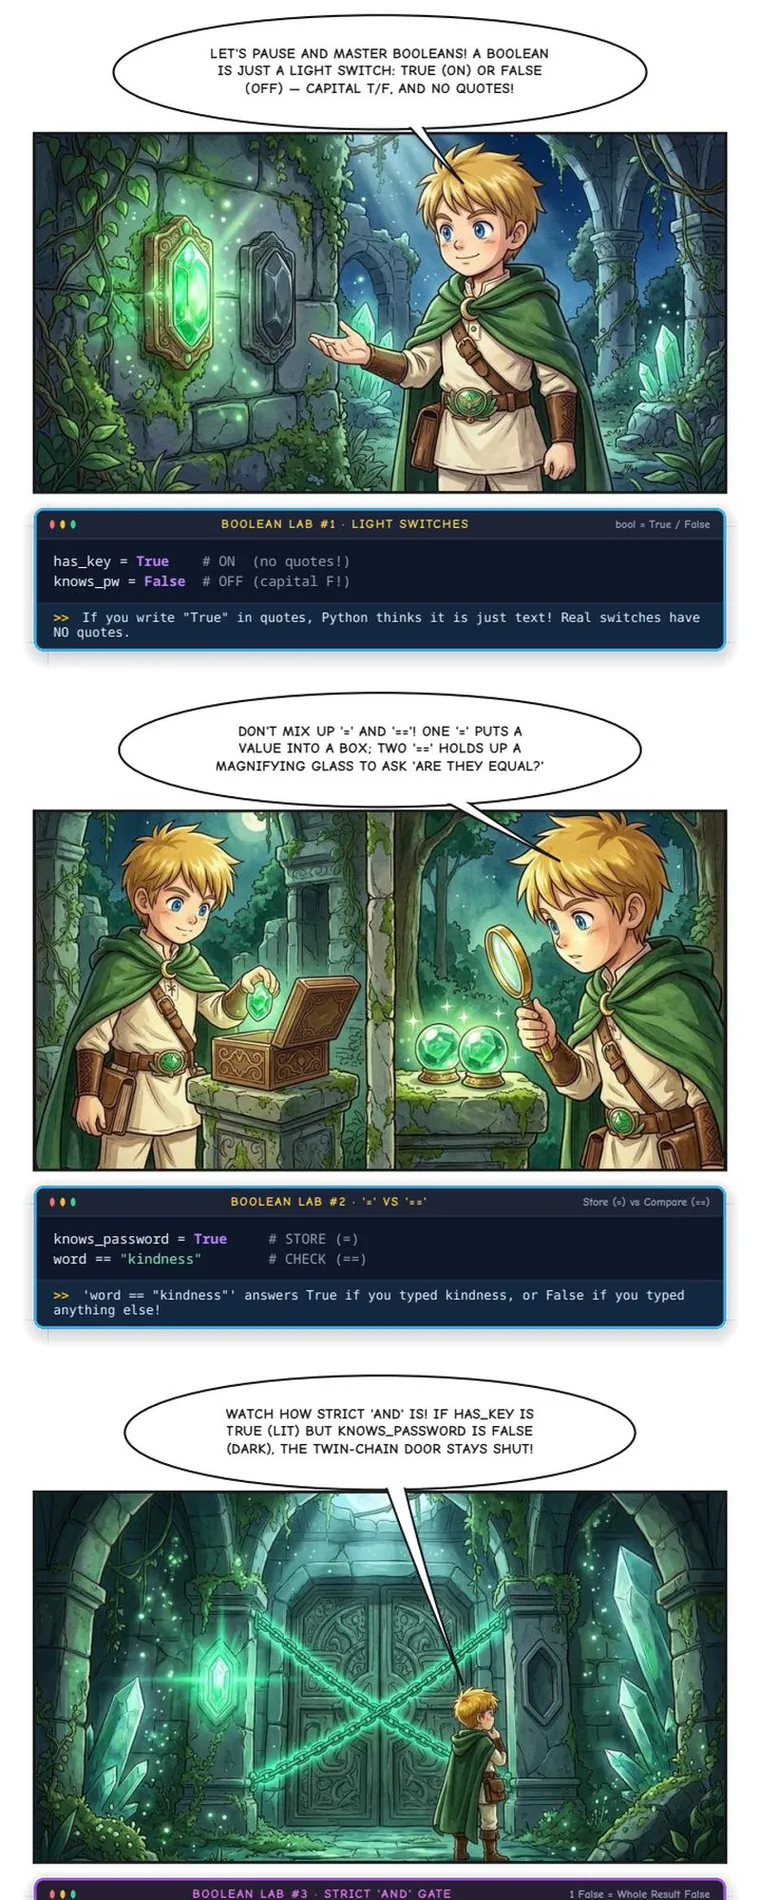 LET'S PAUSE AND MASTER BOOLEANS! A BOOLEAN
IS JUST A LIGHT SWITCH: TRUE (ON) OR FALSE
(OFF) — CAPITAL T/F, AND NO QUOTES!
BOOLEAN LAB #1 · LIGHT SWITCHES
bool = True / False
has_key = True    # ON  (no quotes!)
knows_pw = False  # OFF (capital F!)
>> If you write "True" in quotes, Python thinks it is just text! Real switches have
NO quotes.
DON'T MIX UP '=' AND '=='! ONE '=' PUTS A
VALUE INTO A BOX; TWO '==' HOLDS UP A
MAGNIFYING GLASS TO ASK 'ARE THEY EQUAL?'
BOOLEAN LAB #2 · '=' VS '=='
Store (=) vs Compare (==)
knows_password = True     # STORE (=)
word == "kindness"        # CHECK (==)
>> 'word == "kindness"' answers True if you typed kindness, or False if you typed
anything else!
WATCH HOW STRICT 'AND' IS! IF HAS_KEY IS
TRUE (LIT) BUT KNOWS_PASSWORD IS FALSE
(DARK), THE TWIN-CHAIN DOOR STAYS SHUT!
BOOLEAN LAB #3 · STRICT 'AND' GATE
1 False = Whole Result False